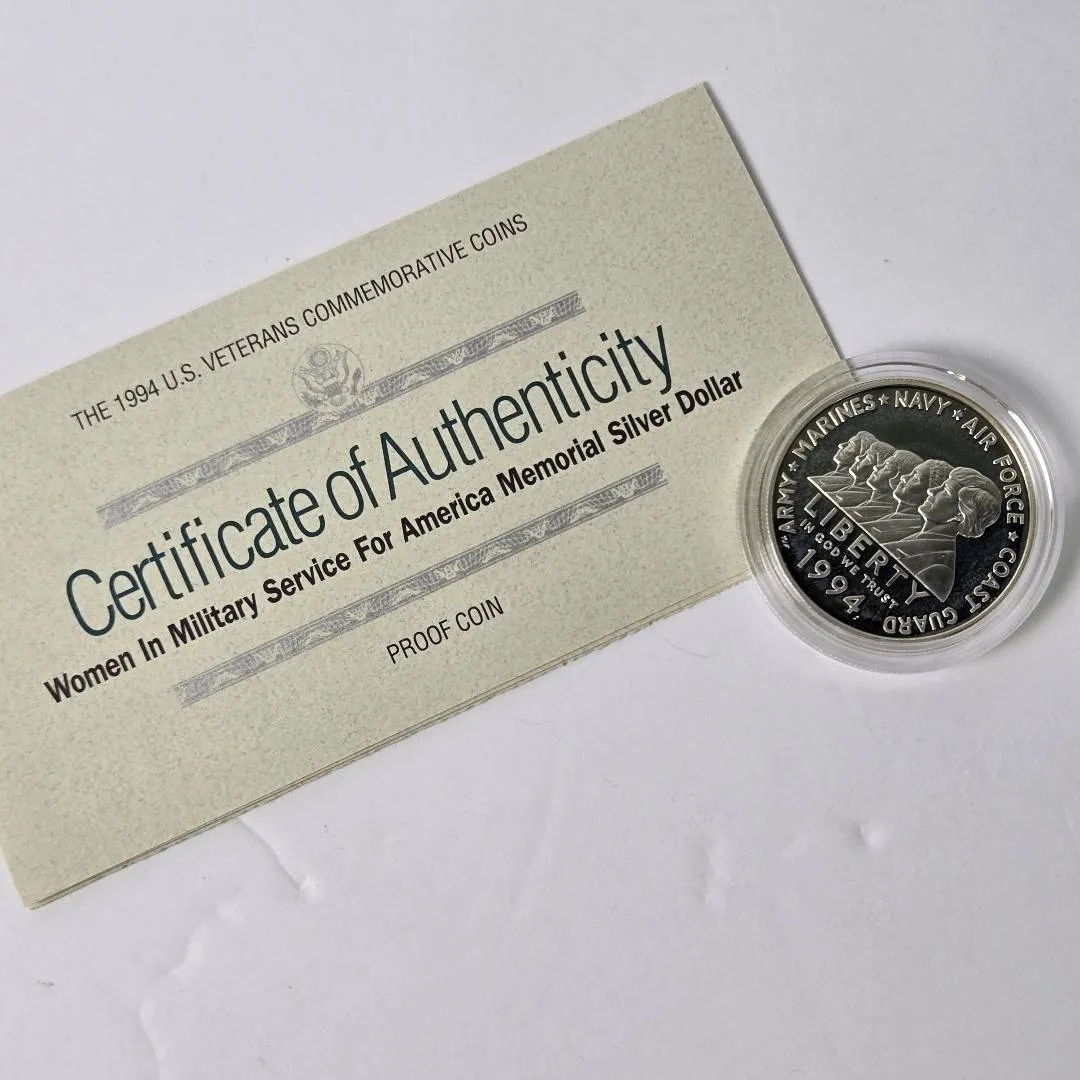 THE 1994 U.S. VETERANS COMMEMORATIVE COINS
Certificate of Authenticity
Women In Military Service For America Memorial Silver Dollar
PROOF COIN
ARMY ★ MARINES ★ NAVY ★ AIR FORCE ★ COAST GUARD
LIBERTY
IN GOD WE TRUST
1994